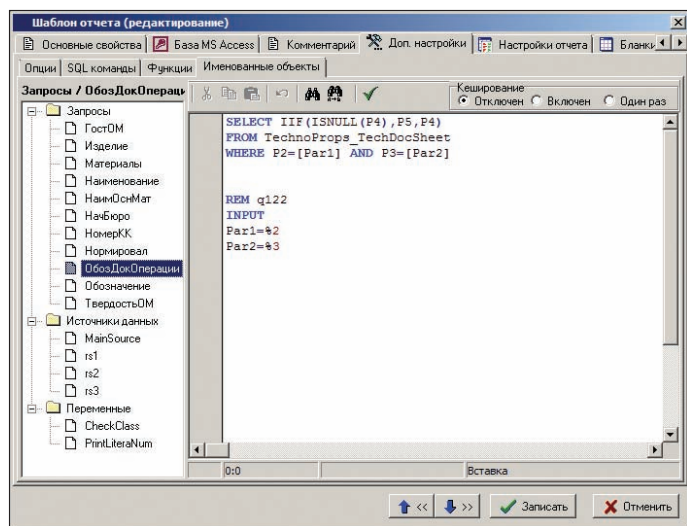 Шаблон отчета (редактирование)
Основные свойства База MS Access Комментарий Доп. настройки Настройки отчета Бланки
Опции SQL команды Функции Именованные объекты
Запросы / ОбозДокОпераци
Кеширование
Отключен Включен Один раз
Запросы
ГостОМ
Изделие
Материалы
Наименование
НаимОснМат
НачБюро
НомерКК
Нормировал
ОбозДокОперации
Обозначение
ТвердостьОМ
Источники данных
MainSource
rs1
rs2
rs3
Переменные
CheckClass
PrintLiteraNum
SELECT IIF(ISNULL(P4),P5,P4)
FROM TechnoProps_TechDocSheet
WHERE P2=[Par1] AND P3=[Par2]
REM q122
INPUT
Par1=%2
Par2=%3
0:0 Вставка
<< >> Записать Отменить